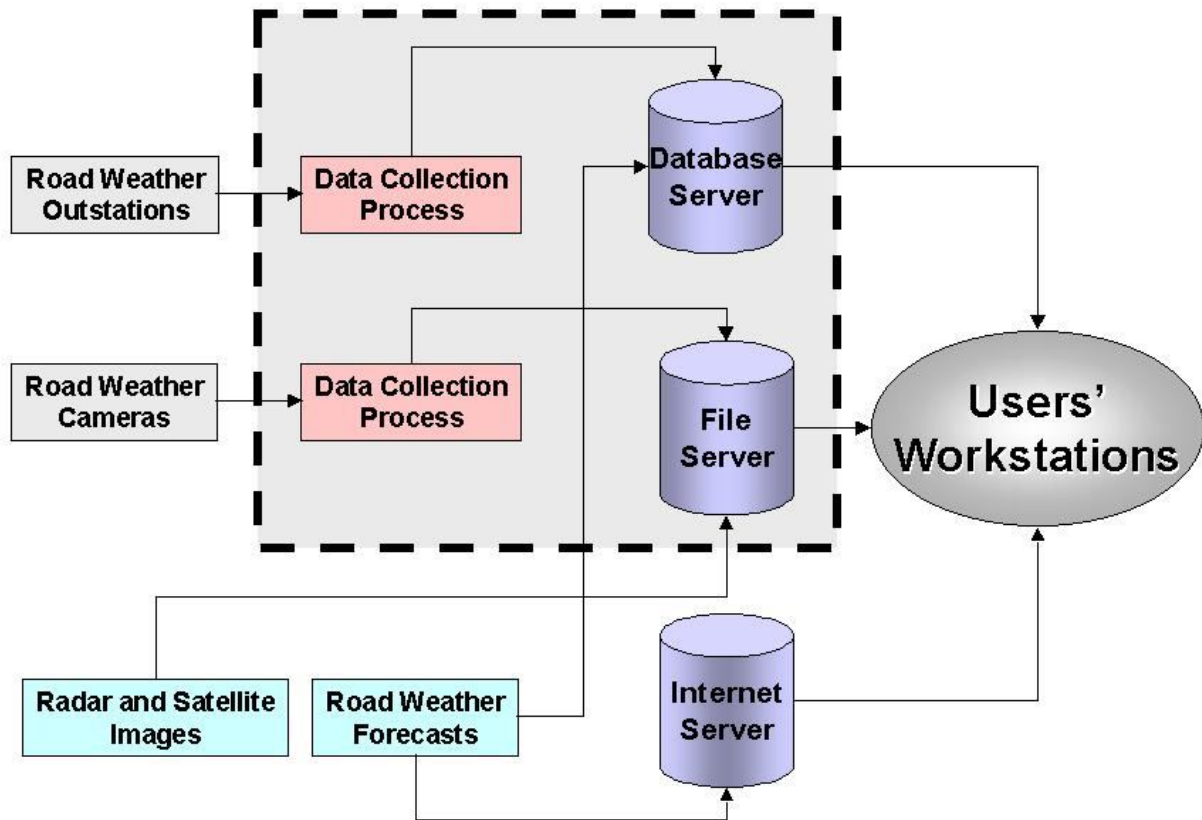 Road Weather
Outstations
Data Collection
Process
Database
Server
Road Weather
Cameras
Data Collection
Process
File
Server
Users’
Workstations
Radar and Satellite
Images
Road Weather
Forecasts
Internet
Server